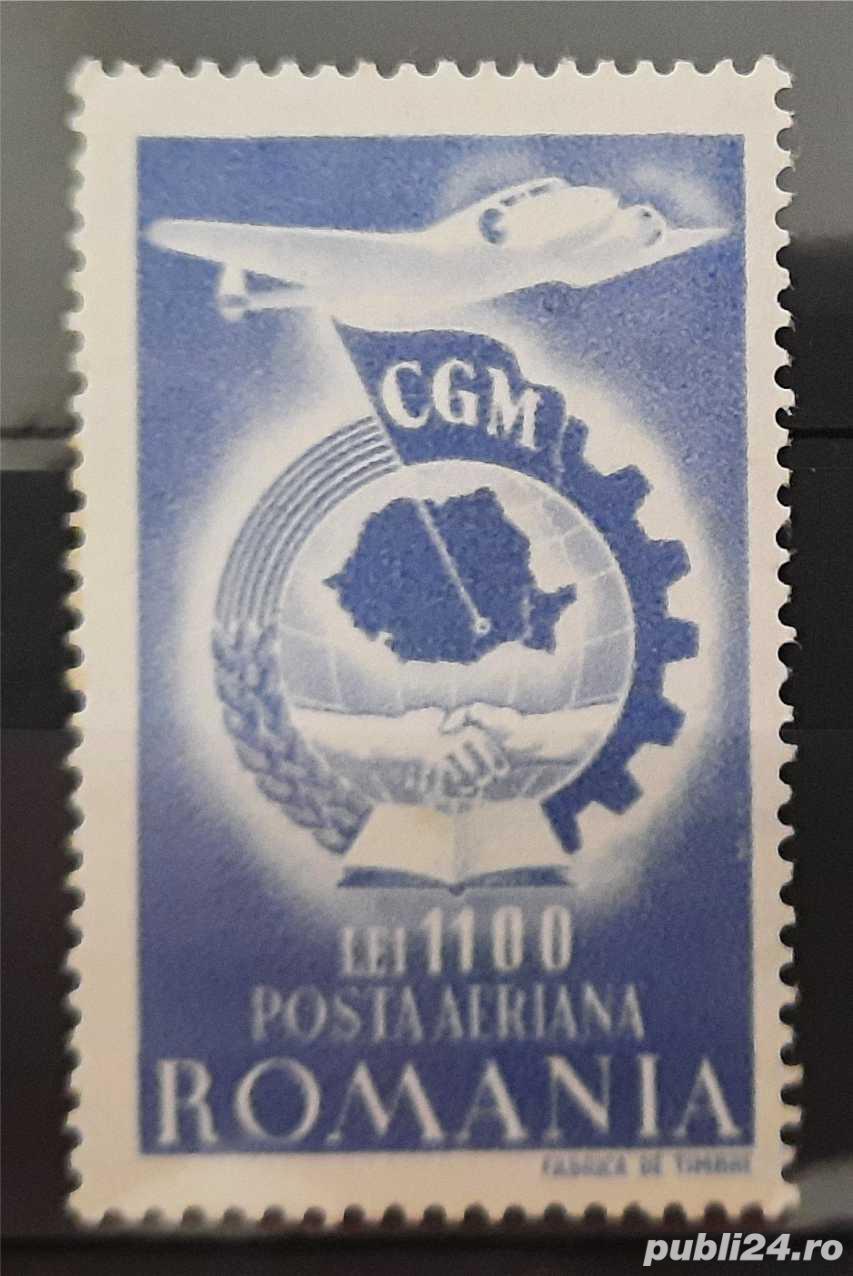 CGM
LEI 1100
POSTA AERIANA
ROMANIA
FABRICA DE TIMBRE
publi24.ro